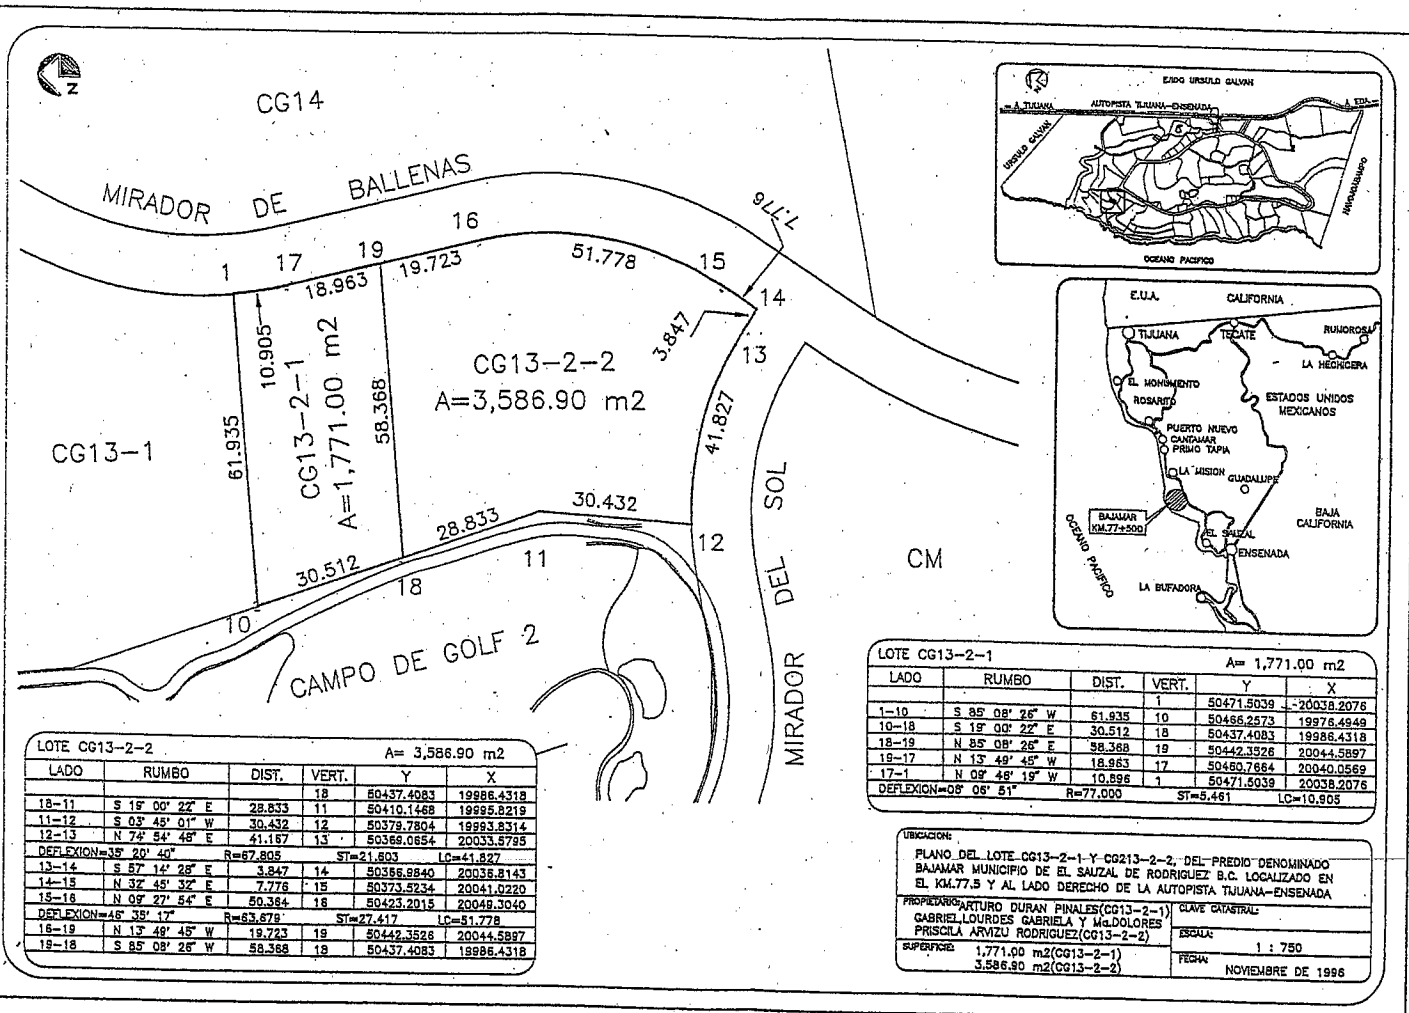 N
CG14
MIRADOR DE BALLENAS
1
17
19
16
15
14
13
12
11
18
10
18.963
19.723
51.778
7.776
3.847
41.827
30.432
28.833
30.512
61.935
10.905
58.368
CG13-1
CG13-2-1
A=1,771.00 m2
CG13-2-2
A=3,586.90 m2
CM
MIRADOR DEL SOL
CAMPO DE GOLF 2
N
EJIDO URSULO GALVAN
A TIJUANA
AUTOPISTA TIJUANA-ENSENADA
A EDA.
URSULO GALVAN
OCEANO PACIFICO
E.U.A.
CALIFORNIA
TIJUANA
TECATE
RUMOROSA
LA HECHICERA
EL MONUMENTO
ROSARITO
ESTADOS UNIDOS
MEXICANOS
PUERTO NUEVO
CANTAMAR
PRIMO TAPIA
LA MISION
GUADALUPE
BAJAMAR
KM.77+500
BAJA
CALIFORNIA
EL SAUZAL
ENSENADA
OCEANO PACIFICO
LA BUFADORA
LOTE CG13-2-1 A= 1,771.00 m2
LADO RUMBO DIST. VERT. Y X
1 50471.5039 -20038.2076
1-10 S 85° 08' 26" W 61.935 10 50466.2573 19976.4949
10-18 S 19° 00' 22" E 30.512 18 50437.4083 19986.4318
18-19 N 85° 08' 26" E 58.368 19 50442.3526 20044.5897
19-17 N 13° 49' 45" W 18.963 17 50460.7664 20040.0569
17-1 N 09° 46' 19" W 10.896 1 50471.5039 20038.2076
DEFLEXION=08° 06' 51" R=77.000 ST=5.461 LC=10.905
LOTE CG13-2-2 A= 3,586.90 m2
LADO RUMBO DIST. VERT. Y X
18 50437.4083 19986.4318
18-11 S 19° 00' 22" E 28.833 11 50410.1468 19995.8219
11-12 S 03° 45' 01" W 30.432 12 50379.7804 19993.8314
12-13 N 74° 54' 48" E 41.167 13 50369.0654 20033.5795
DEFLEXION=35° 20' 40" R=67.805 ST=21.603 LC=41.827
13-14 S 57° 14' 28" E 3.847 14 50366.9840 20036.8143
14-15 N 32° 45' 32" E 7.776 15 50373.5234 20041.0220
15-16 N 09° 27' 54" E 50.364 16 50423.2015 20049.3040
DEFLEXION=46° 35' 17" R=63.679 ST=27.417 LC=51.778
16-19 N 13° 49' 45" W 19.723 19 50442.3526 20044.5897
19-18 S 85° 08' 26" W 58.368 18 50437.4083 19986.4318
UBICACION:
PLANO DEL LOTE CG13-2-1 Y CG213-2-2, DEL PREDIO DENOMINADO
BAJAMAR MUNICIPIO DE EL SAUZAL DE RODRIGUEZ B.C. LOCALIZADO EN
EL KM.77.5 Y AL LADO DERECHO DE LA AUTOPISTA TIJUANA-ENSENADA
PROPIETARIO: ARTURO DURAN PINALES(CG13-2-1)
GABRIEL,LOURDES GABRIELA Y Ma.DOLORES
PRISCILA ARVIZU RODRIGUEZ(CG13-2-2)
CLAVE CATASTRAL:
ESCALA:
1 : 750
SUPERFICIE: 1,771.00 m2(CG13-2-1)
3,586.90 m2(CG13-2-2)
FECHA:
NOVIEMBRE DE 1996